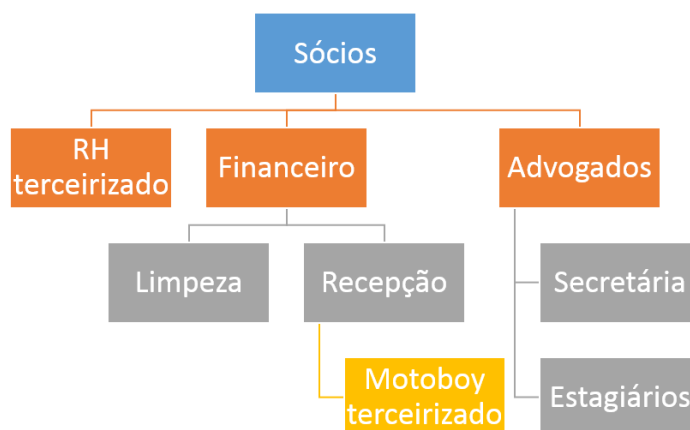 Sócios
RH
terceirizado
Financeiro
Advogados
Limpeza
Recepção
Secretária
Motoboy
terceirizado
Estagiários